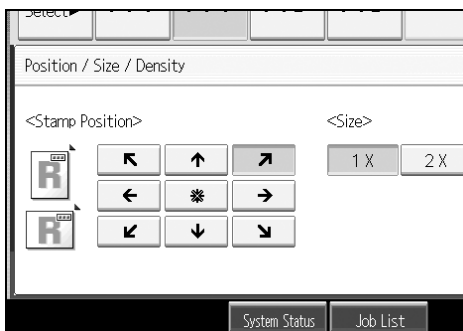 Select►
Position / Size / Density
<Stamp Position>
<Size>
R
1 X
2 X
R
System Status
Job List